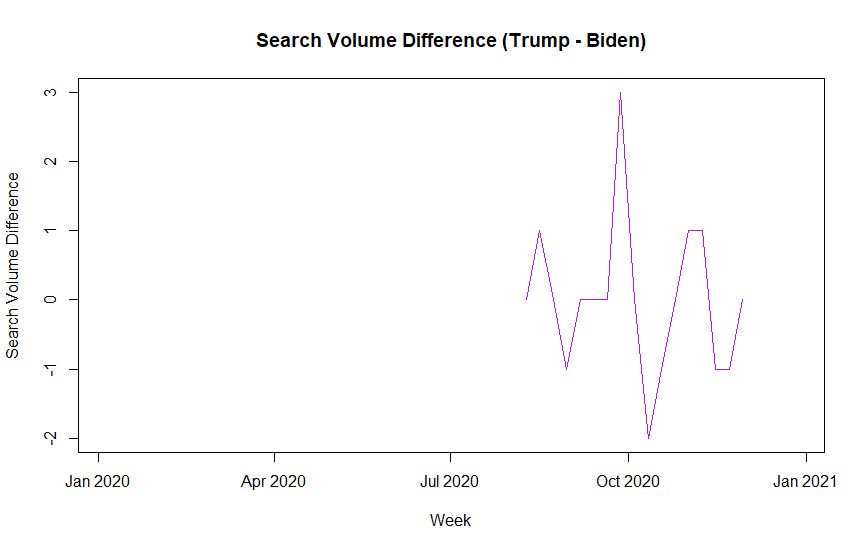 Search Volume Difference (Trump - Biden)
Search Volume Difference
3
2
1
0
-1
-2
Jan 2020 Apr 2020 Jul 2020 Oct 2020 Jan 2021
Week